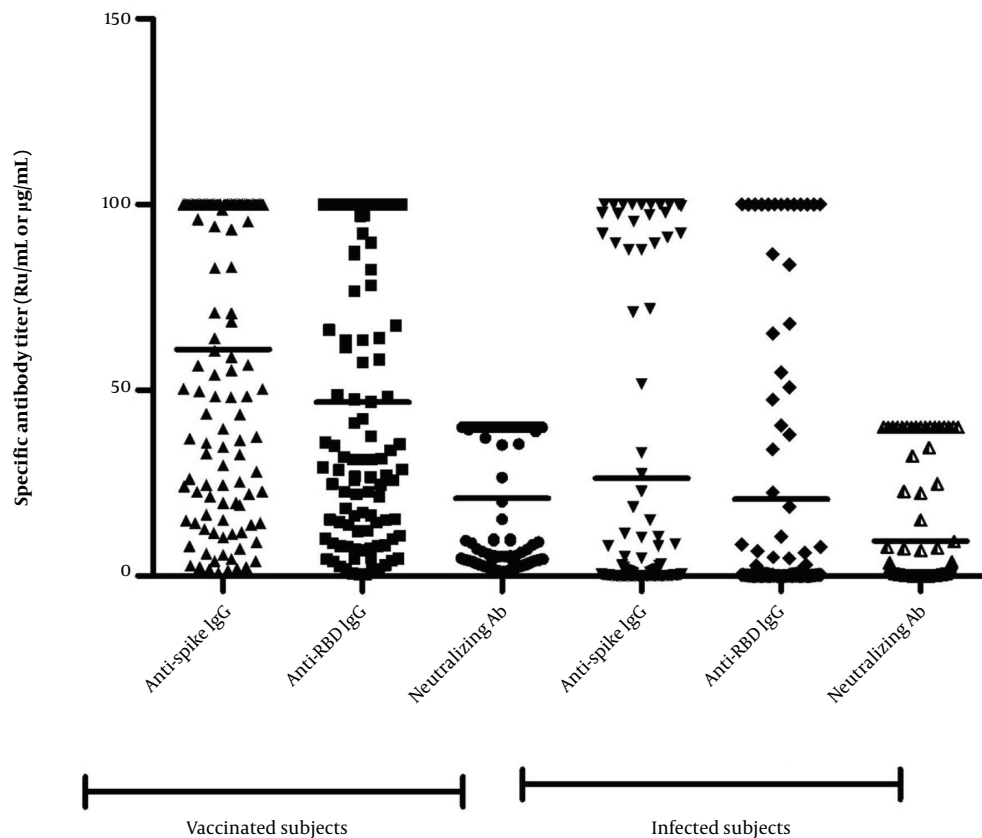 Specific antibody titer (Ru/mL or µg/mL)
150
100
50
0
Anti-spike IgG
Anti-RBD IgG
Neutralizing Ab
Anti-spike IgG
Anti-RBD IgG
Neutralizing Ab
Vaccinated subjects
Infected subjects